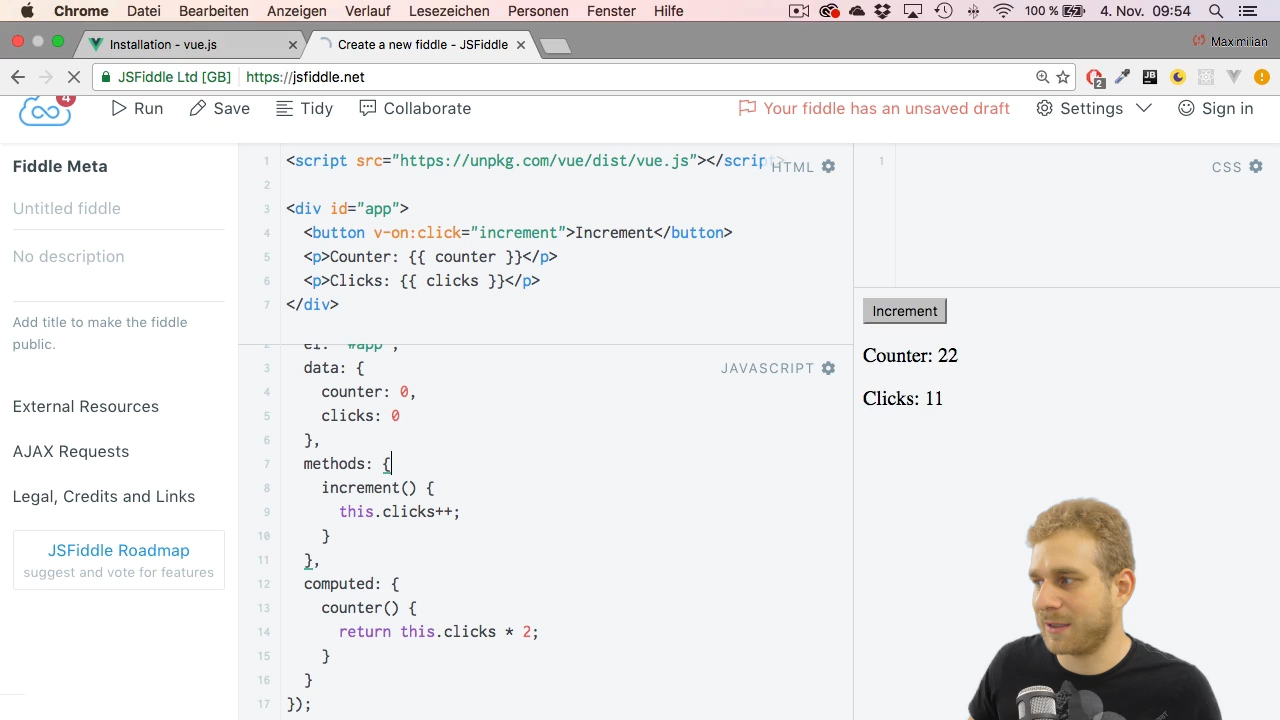 Chrome Datei Bearbeiten Anzeigen Verlauf Lesezeichen Personen Fenster Hilfe 100 % 4. Nov. 09:54
Installation - vue.js × Create a new fiddle - JSFiddle × Maximilian
JSFiddle Ltd [GB] https://jsfiddle.net JB 2
4 Run Save Tidy Collaborate Your fiddle has an unsaved draft Settings Sign in
Fiddle Meta
Untitled fiddle
No description
Add title to make the fiddle
public.
External Resources
AJAX Requests
Legal, Credits and Links
JSFiddle Roadmap
suggest and vote for features
HTML
1 <script src="https://unpkg.com/vue/dist/vue.js"></script>
2
3 <div id="app">
4 <button v-on:click="increment">Increment</button>
5 <p>Counter: {{ counter }}</p>
6 <p>Clicks: {{ clicks }}</p>
7 </div>
JAVASCRIPT
2 el: "#app",
3 data: {
4 counter: 0,
5 clicks: 0
6 },
7 methods: {
8 increment() {
9 this.clicks++;
10 }
11 },
12 computed: {
13 counter() {
14 return this.clicks * 2;
15 }
16 }
17 });
1 CSS
Increment
Counter: 22
Clicks: 11